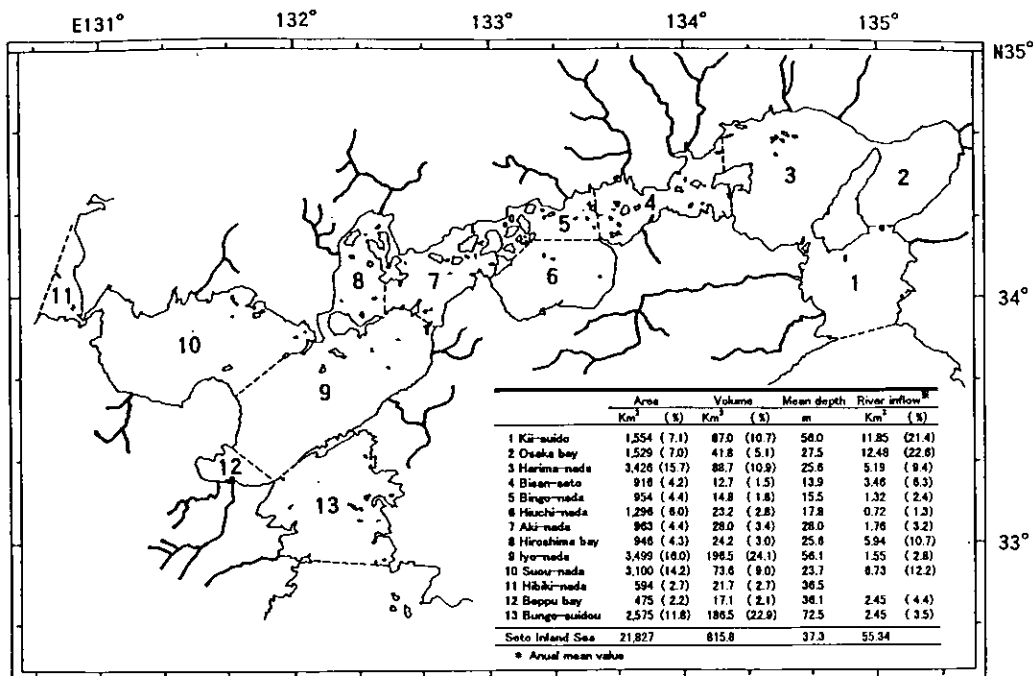 E131° 132° 133° 134° 135°
N35°
34°
33°
1
2
3
4
5
6
7
8
9
10
11
12
13
Area Volume Mean depth River inflow*
Km² (%) Km³ (%) m Km² (%)
1 Kii-suido 1,554 (7.1) 87.0 (10.7) 56.0 11.85 (21.4)
2 Osaka bay 1,529 (7.0) 41.8 (5.1) 27.5 12.48 (22.6)
3 Harima-nada 3,426 (15.7) 88.7 (10.9) 25.6 5.19 (9.4)
4 Bisan-seto 916 (4.2) 12.7 (1.5) 13.9 3.46 (6.3)
5 Bingo-nada 954 (4.4) 14.8 (1.8) 15.5 1.32 (2.4)
6 Hiuchi-nada 1,296 (6.0) 23.2 (2.8) 17.8 0.72 (1.3)
7 Aki-nada 963 (4.4) 28.0 (3.4) 28.0 1.76 (3.2)
8 Hiroshima bay 946 (4.3) 24.2 (3.0) 25.6 5.94 (10.7)
9 Iyo-nada 3,499 (16.0) 196.5 (24.1) 56.1 1.55 (2.8)
10 Suou-nada 3,100 (14.2) 73.6 (9.0) 23.7 6.73 (12.2)
11 Hibiki-nada 594 (2.7) 21.7 (2.7) 36.5
12 Beppu bay 475 (2.2) 17.1 (2.1) 36.1 2.45 (4.4)
13 Bungo-suidou 2,575 (11.8) 186.5 (22.9) 72.5 2.45 (3.5)
Seto Inland Sea 21,827 815.8 37.3 55.34
* Anual mean value